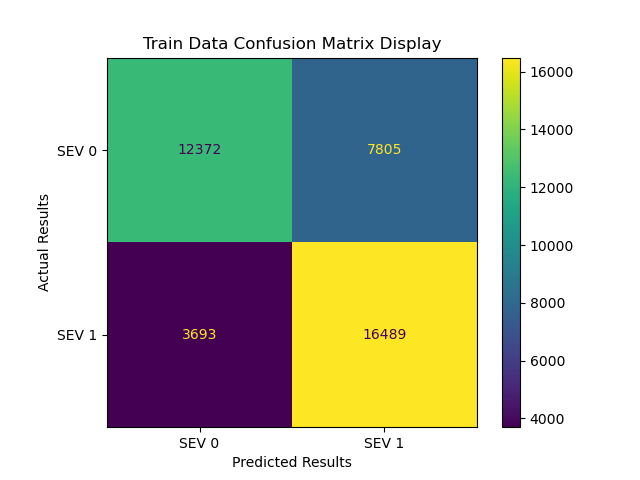 Train Data Confusion Matrix Display
Actual Results
SEV 0
12372
7805
SEV 1
3693
16489
SEV 0
SEV 1
Predicted Results
16000
14000
12000
10000
8000
6000
4000